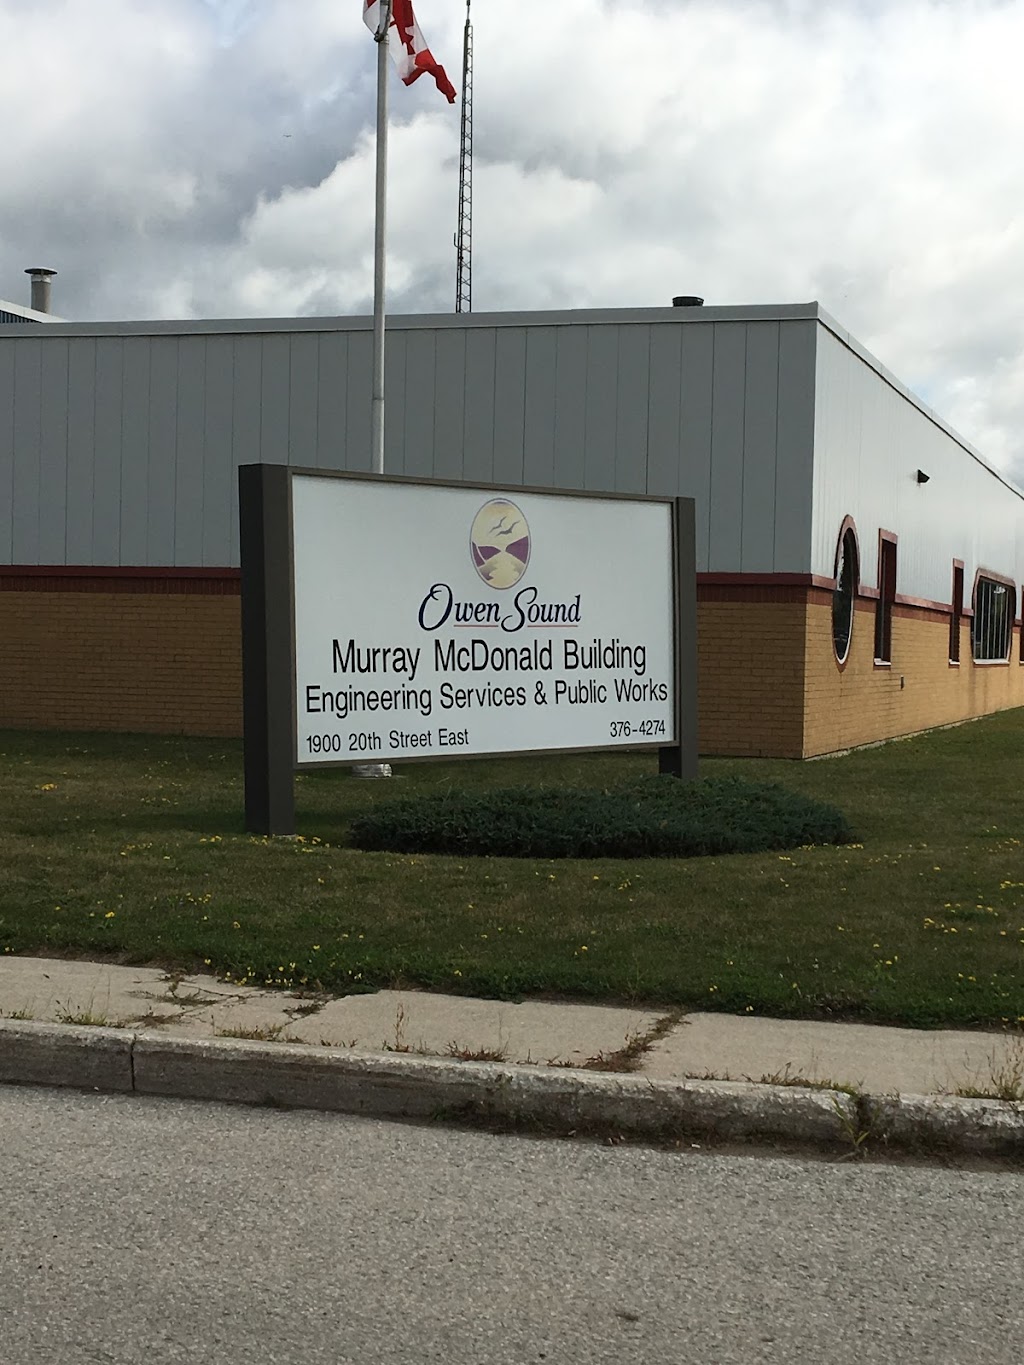 Owen Sound
Murray McDonald Building
Engineering Services & Public Works
1900 20th Street East 376-4274